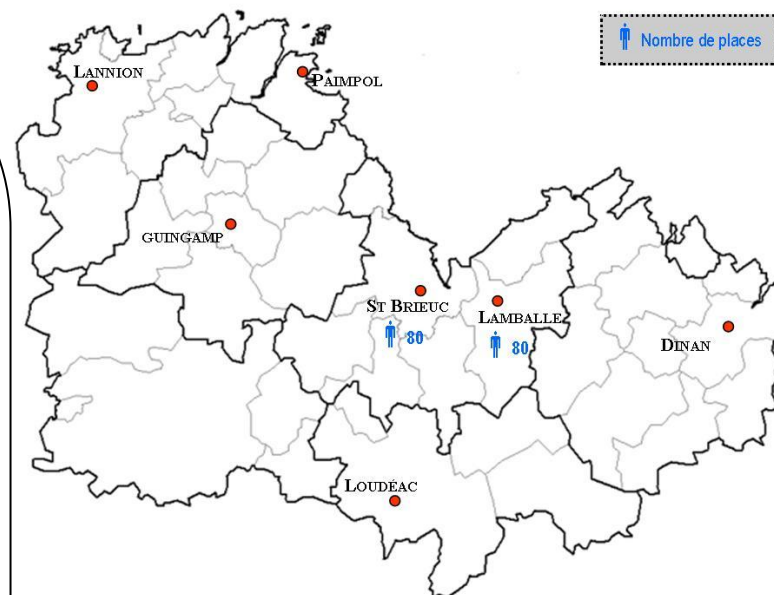 Nombre de places
LANNION
PAIMPOL
GUINGAMP
ST BRIEUC
LAMBALLE
80
80
DINAN
LOUDÉAC